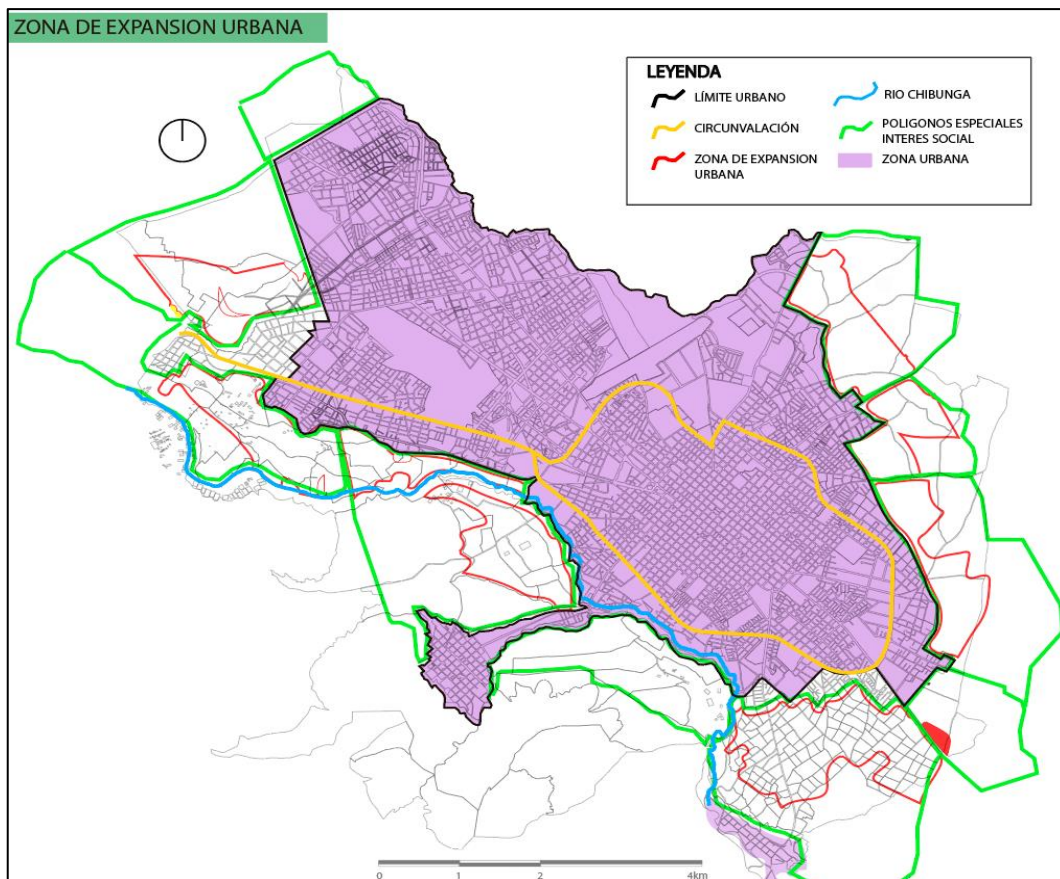 ZONA DE EXPANSION URBANA
LEYENDA
LÍMITE URBANO
CIRCUNVALACIÓN
ZONA DE EXPANSION
URBANA
RIO CHIBUNGA
POLIGONOS ESPECIALES
INTERES SOCIAL
ZONA URBANA
0 1 2 4km